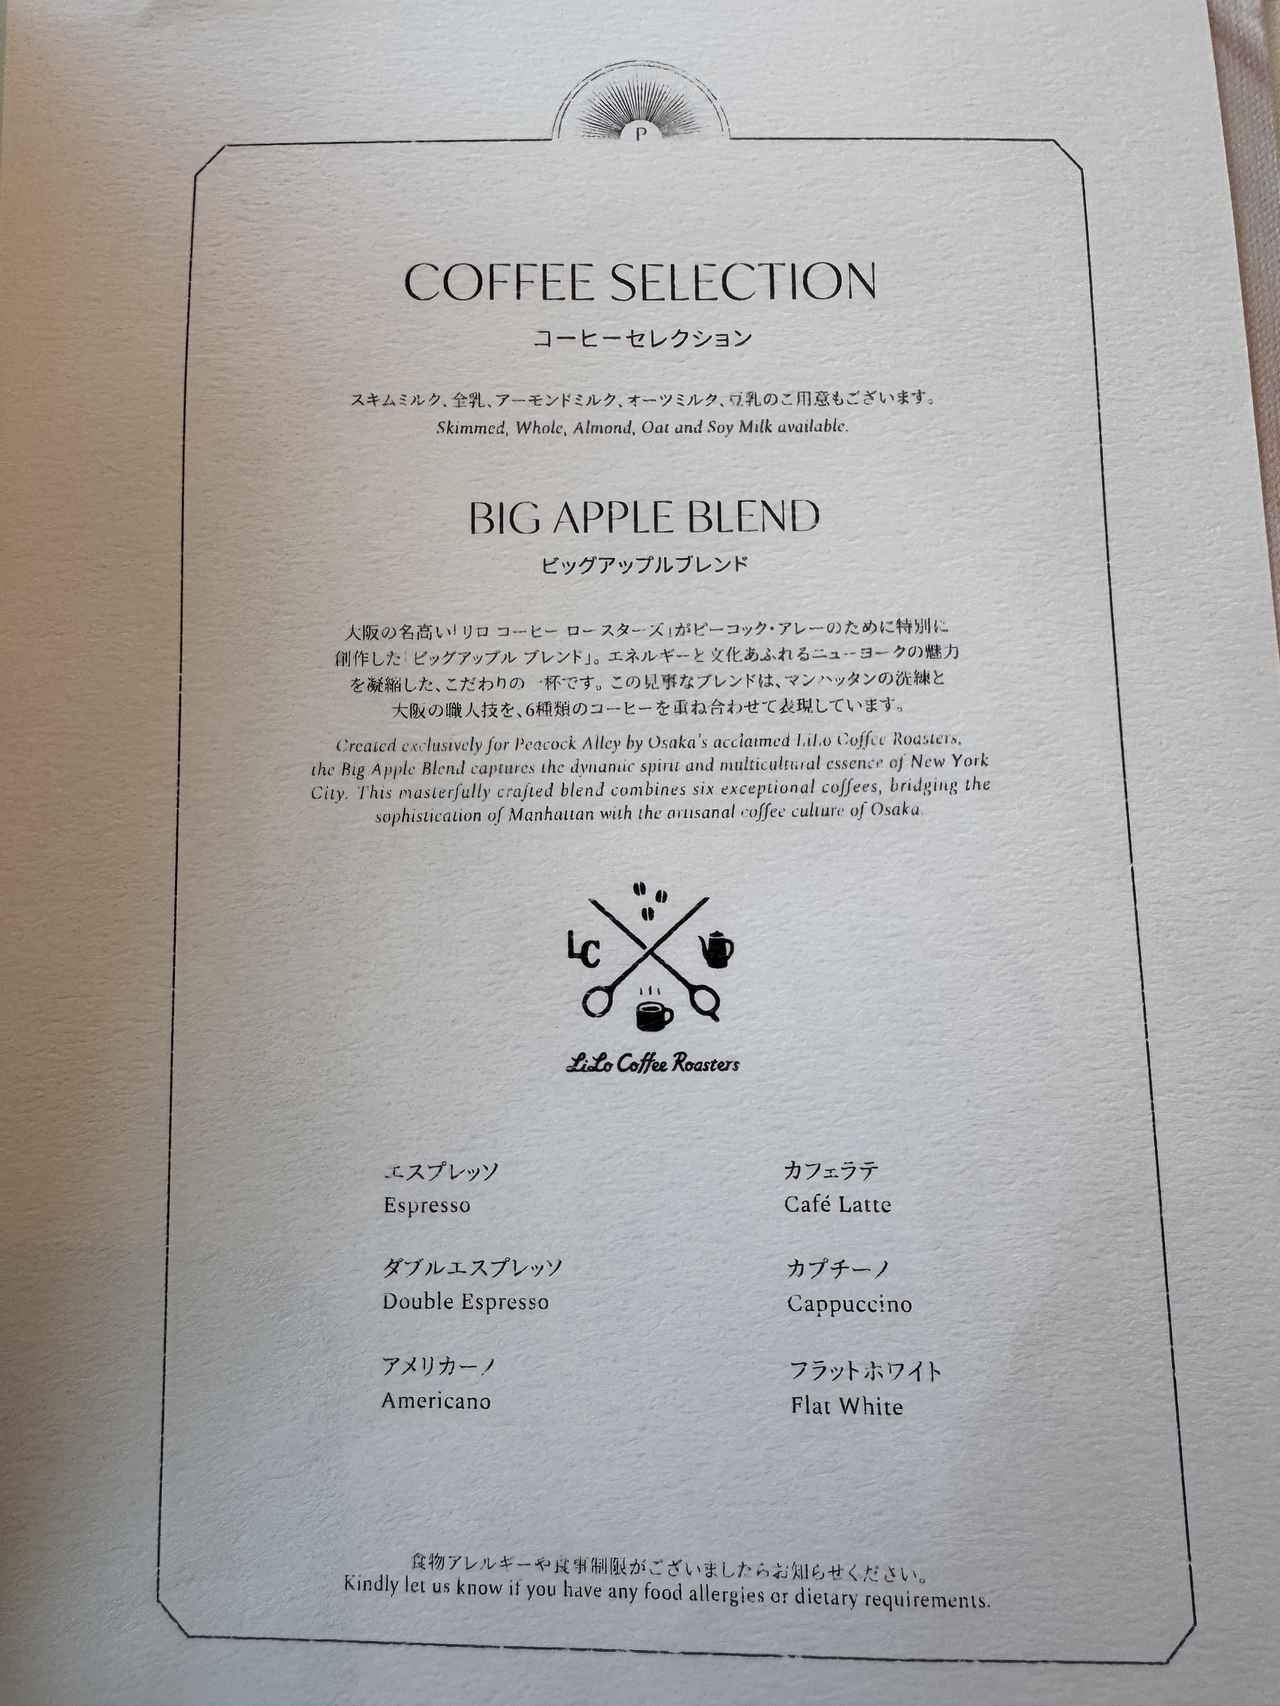 P
COFFEE SELECTION
コーヒーセレクション
スキムミルク、全乳、アーモンドミルク、オーツミルク、豆乳のご用意もございます。
Skimmed, Whole, Almond, Oat and Soy Milk available.
BIG APPLE BLEND
ビッグアップルブレンド
大阪の名高い「リロ コーヒー ロースターズ」がピーコック・アレーのために特別に
創作した「ビッグアップル ブレンド」。エネルギーと文化あふれるニューヨークの魅力
を凝縮した、こだわりの一杯です。この見事なブレンドは、マンハッタンの洗練と
大阪の職人技を、6種類のコーヒーを重ね合わせて表現しています。
Created exclusively for Peacock Alley by Osaka's acclaimed LiLo Coffee Roasters,
the Big Apple Blend captures the dynamic spirit and multicultural essence of New York
City. This masterfully crafted blend combines six exceptional coffees, bridging the
sophistication of Manhattan with the artisanal coffee culture of Osaka.
LC
LiLo Coffee Roasters
エスプレッソ
Espresso
ダブルエスプレッソ
Double Espresso
アメリカーノ
Americano
カフェラテ
Café Latte
カプチーノ
Cappuccino
フラットホワイト
Flat White
食物アレルギーや食事制限がございましたらお知らせください。
Kindly let us know if you have any food allergies or dietary requirements.